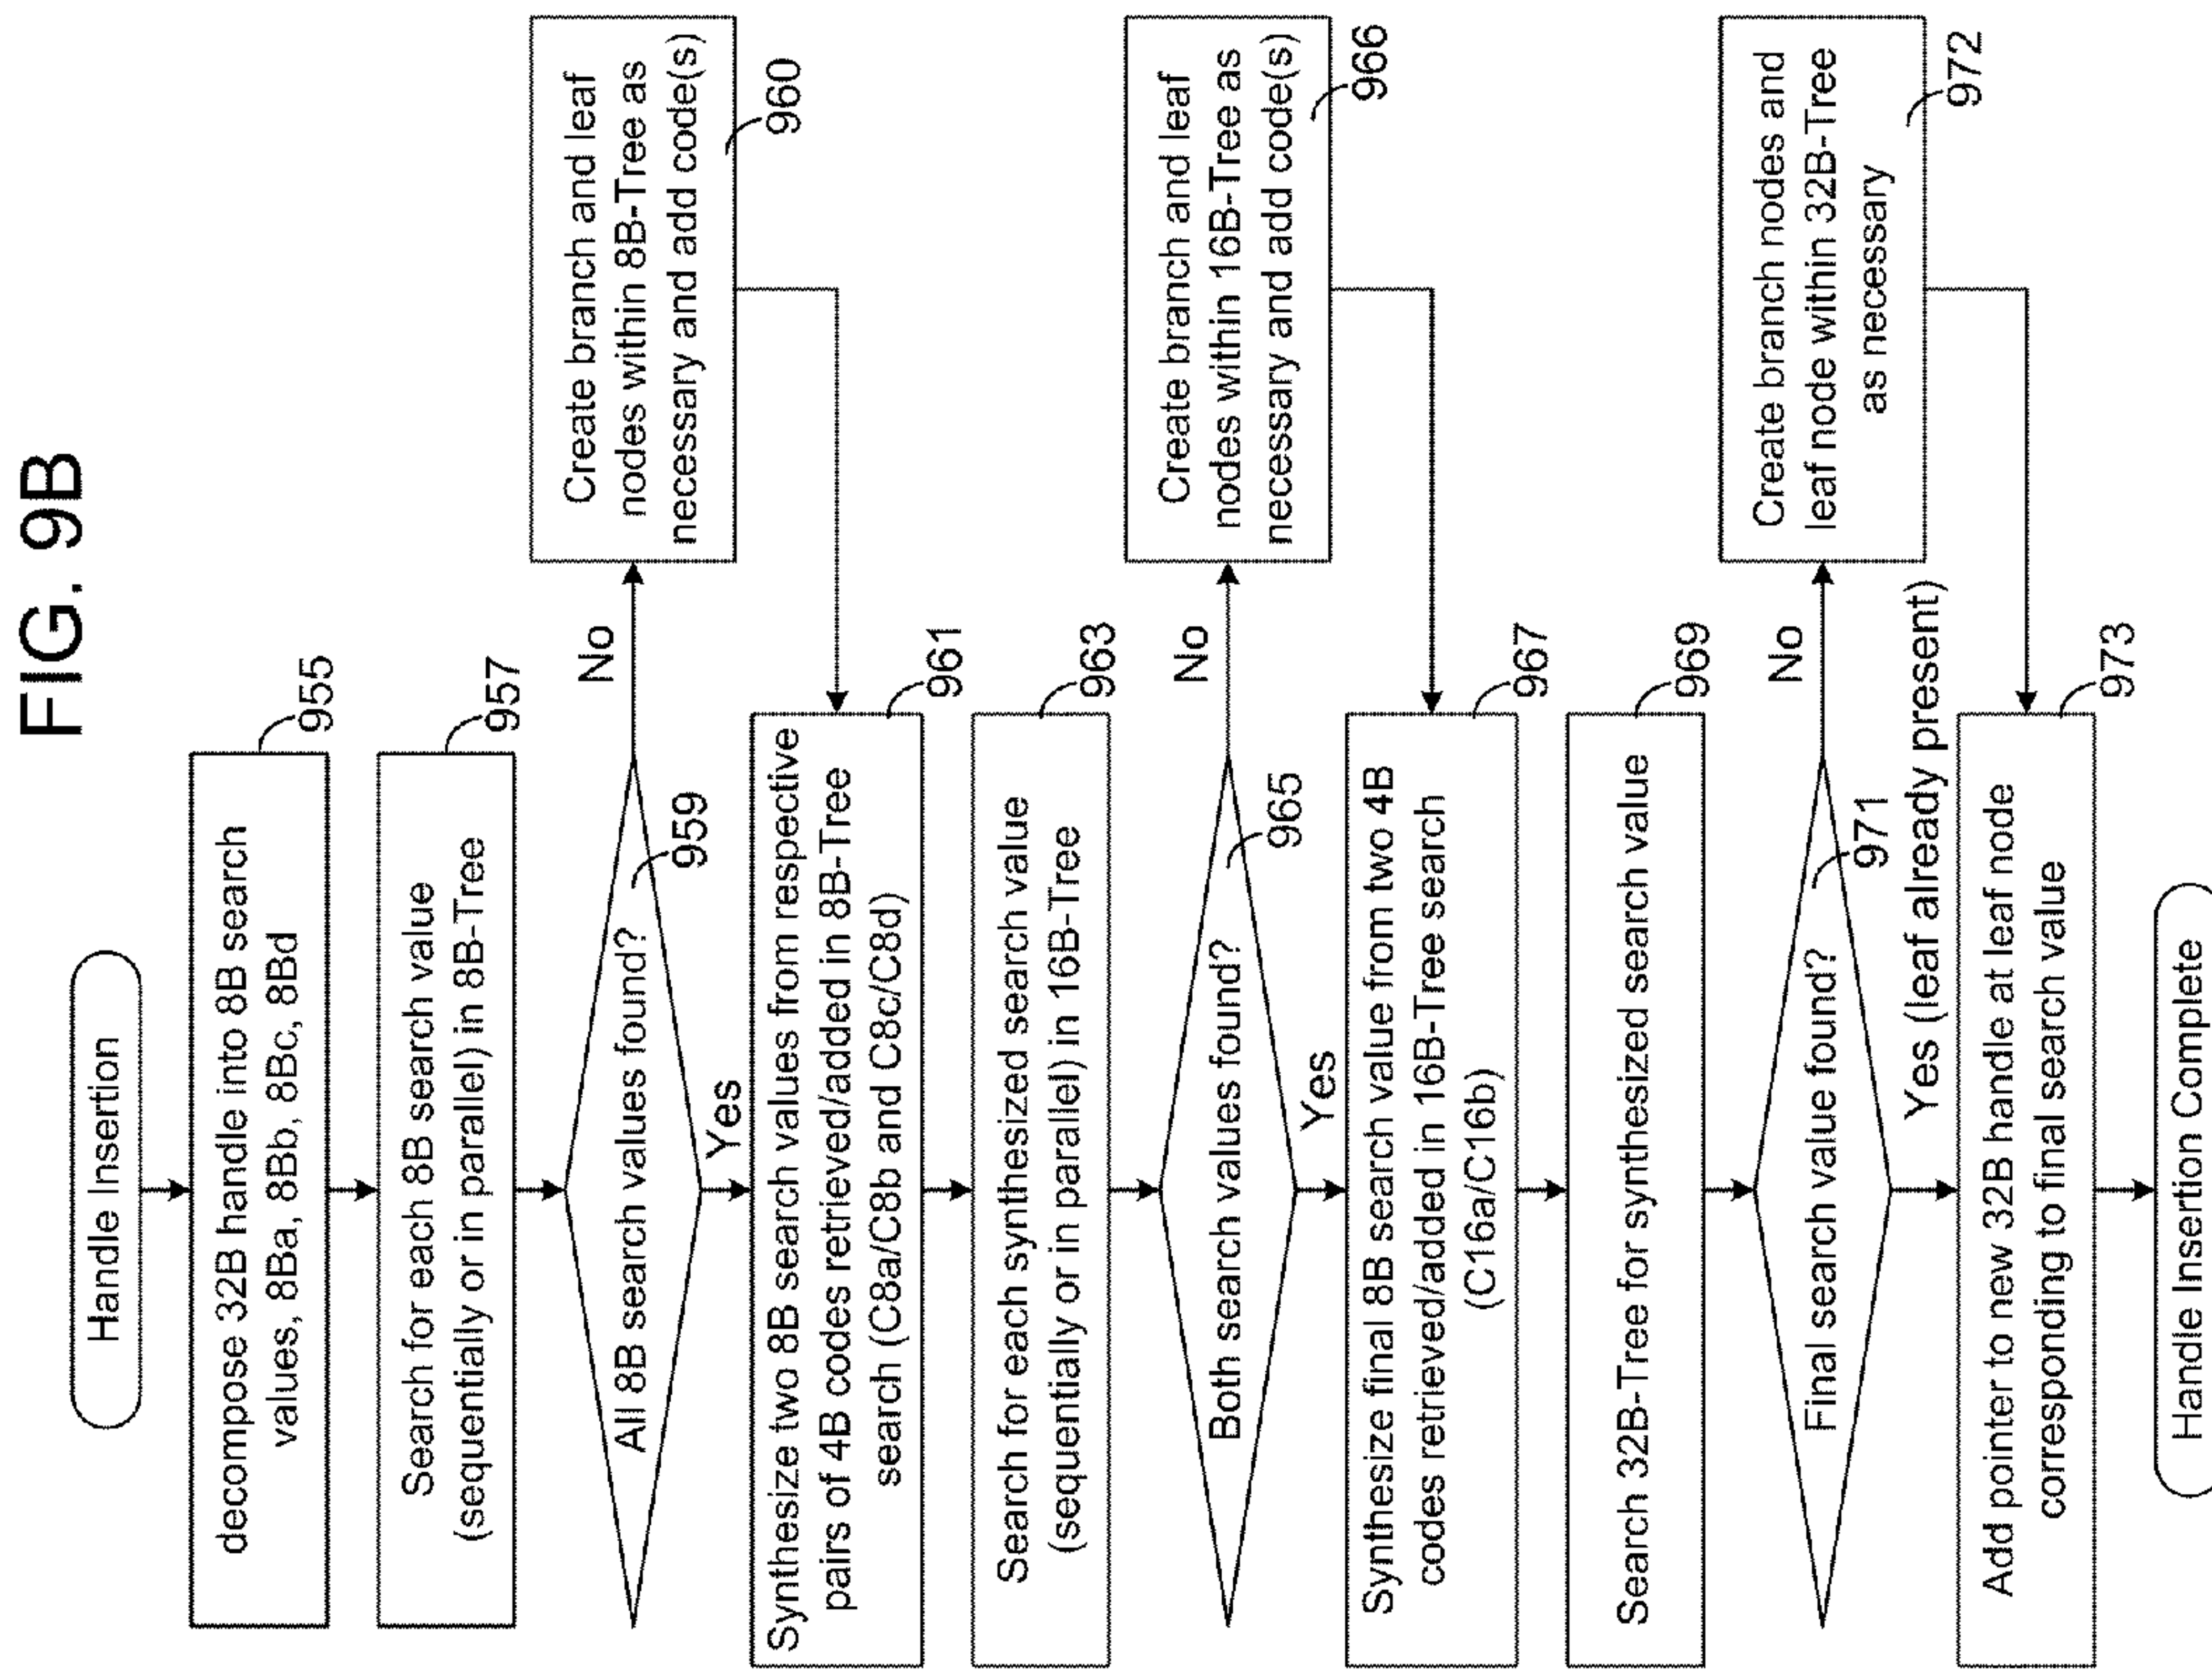 FIG. 9B
Handle Insertion
decompose 32B handle into 8B search
values, 8Ba, 8Bb, 8Bc, 8Bd
955
Search for each 8B search value
(sequentially or in parallel) in 8B-Tree
957
All 8B search values found?
959
No
Create branch and leaf
nodes within 8B-Tree as
necessary and add code(s)
960
Yes
Synthesize two 8B search values from respective
pairs of 4B codes retrieved/added in 8B-Tree
search (C8a/C8b and C8c/C8d)
961
Search for each synthesized search value
(sequentially or in parallel) in 16B-Tree
963
Both search values found?
965
No
Create branch and leaf
nodes within 16B-Tree as
necessary and add code(s)
966
Yes
Synthesize final 8B search value from two 4B
codes retrieved/added in 16B-Tree search
(C16a/C16b)
967
Search 32B-Tree for synthesized search value
969
Final search value found?
971
No
Create branch nodes and
leaf node within 32B-Tree
as necessary
972
Yes (leaf already present)
Add pointer to new 32B handle at leaf node
corresponding to final search value
973
Handle Insertion Complete